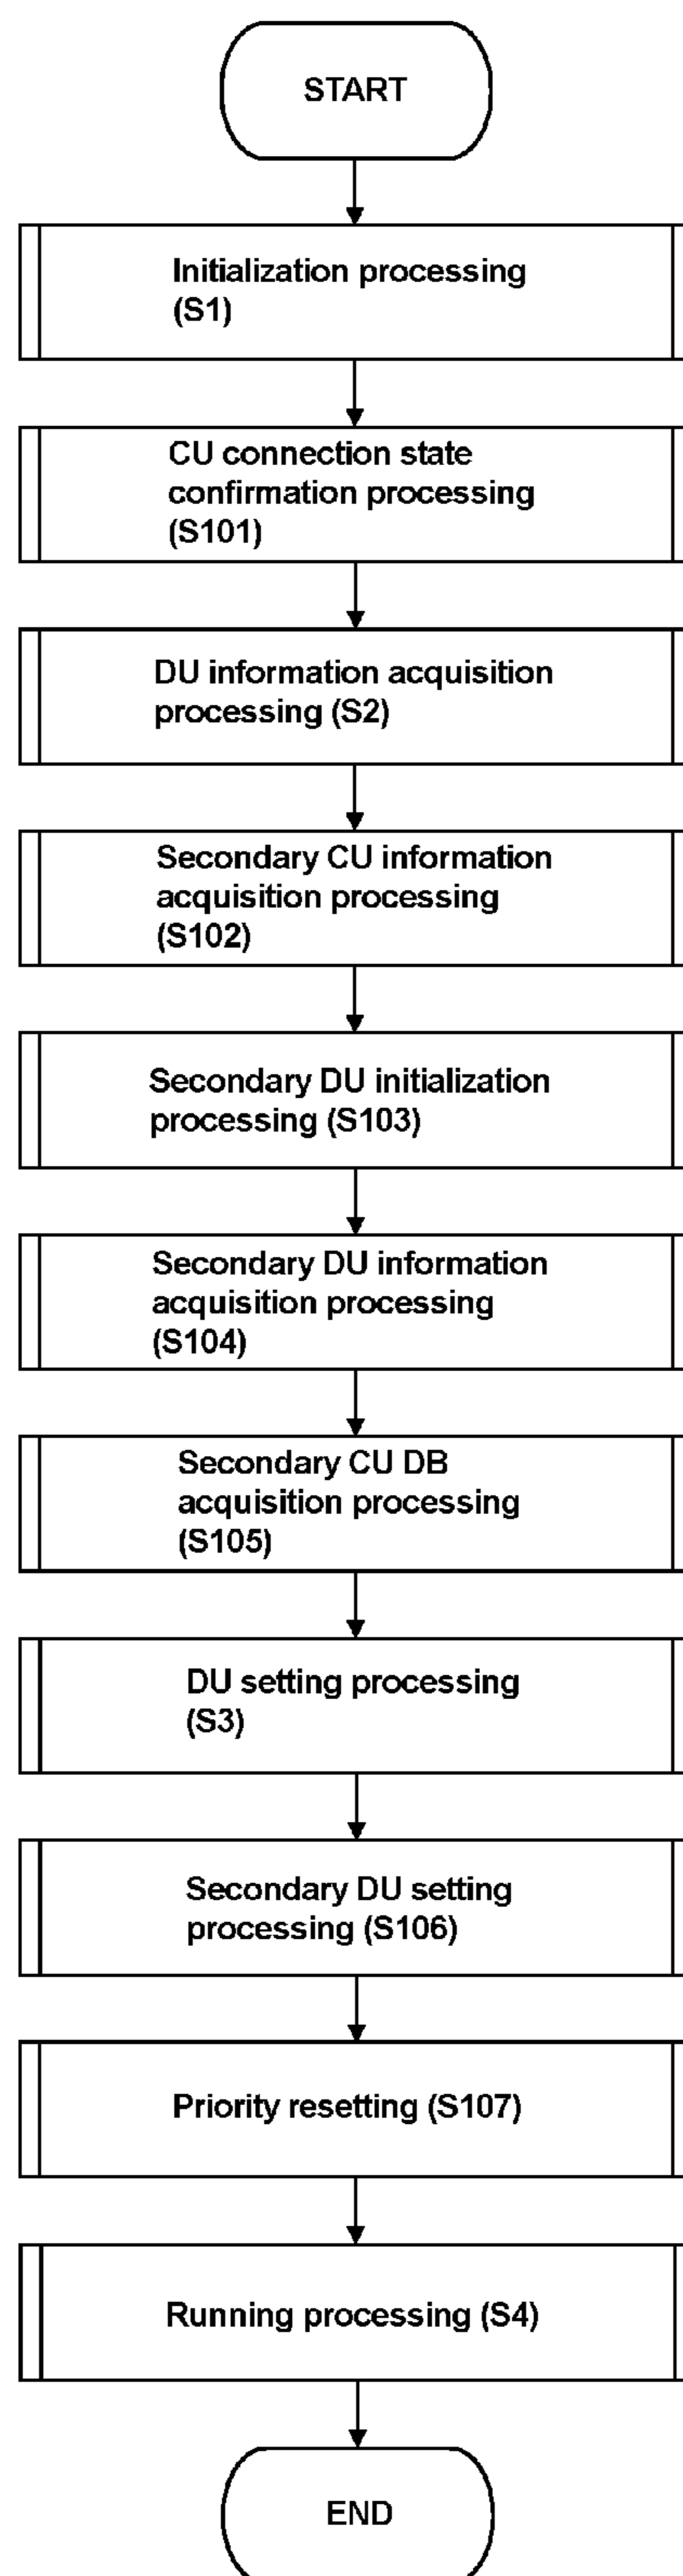 START
Initialization processing
(S1)
CU connection state
confirmation processing
(S101)
DU information acquisition
processing (S2)
Secondary CU information
acquisition processing
(S102)
Secondary DU initialization
processing (S103)
Secondary DU information
acquisition processing
(S104)
Secondary CU DB
acquisition processing
(S105)
DU setting processing
(S3)
Secondary DU setting
processing (S106)
Priority resetting (S107)
Running processing (S4)
END